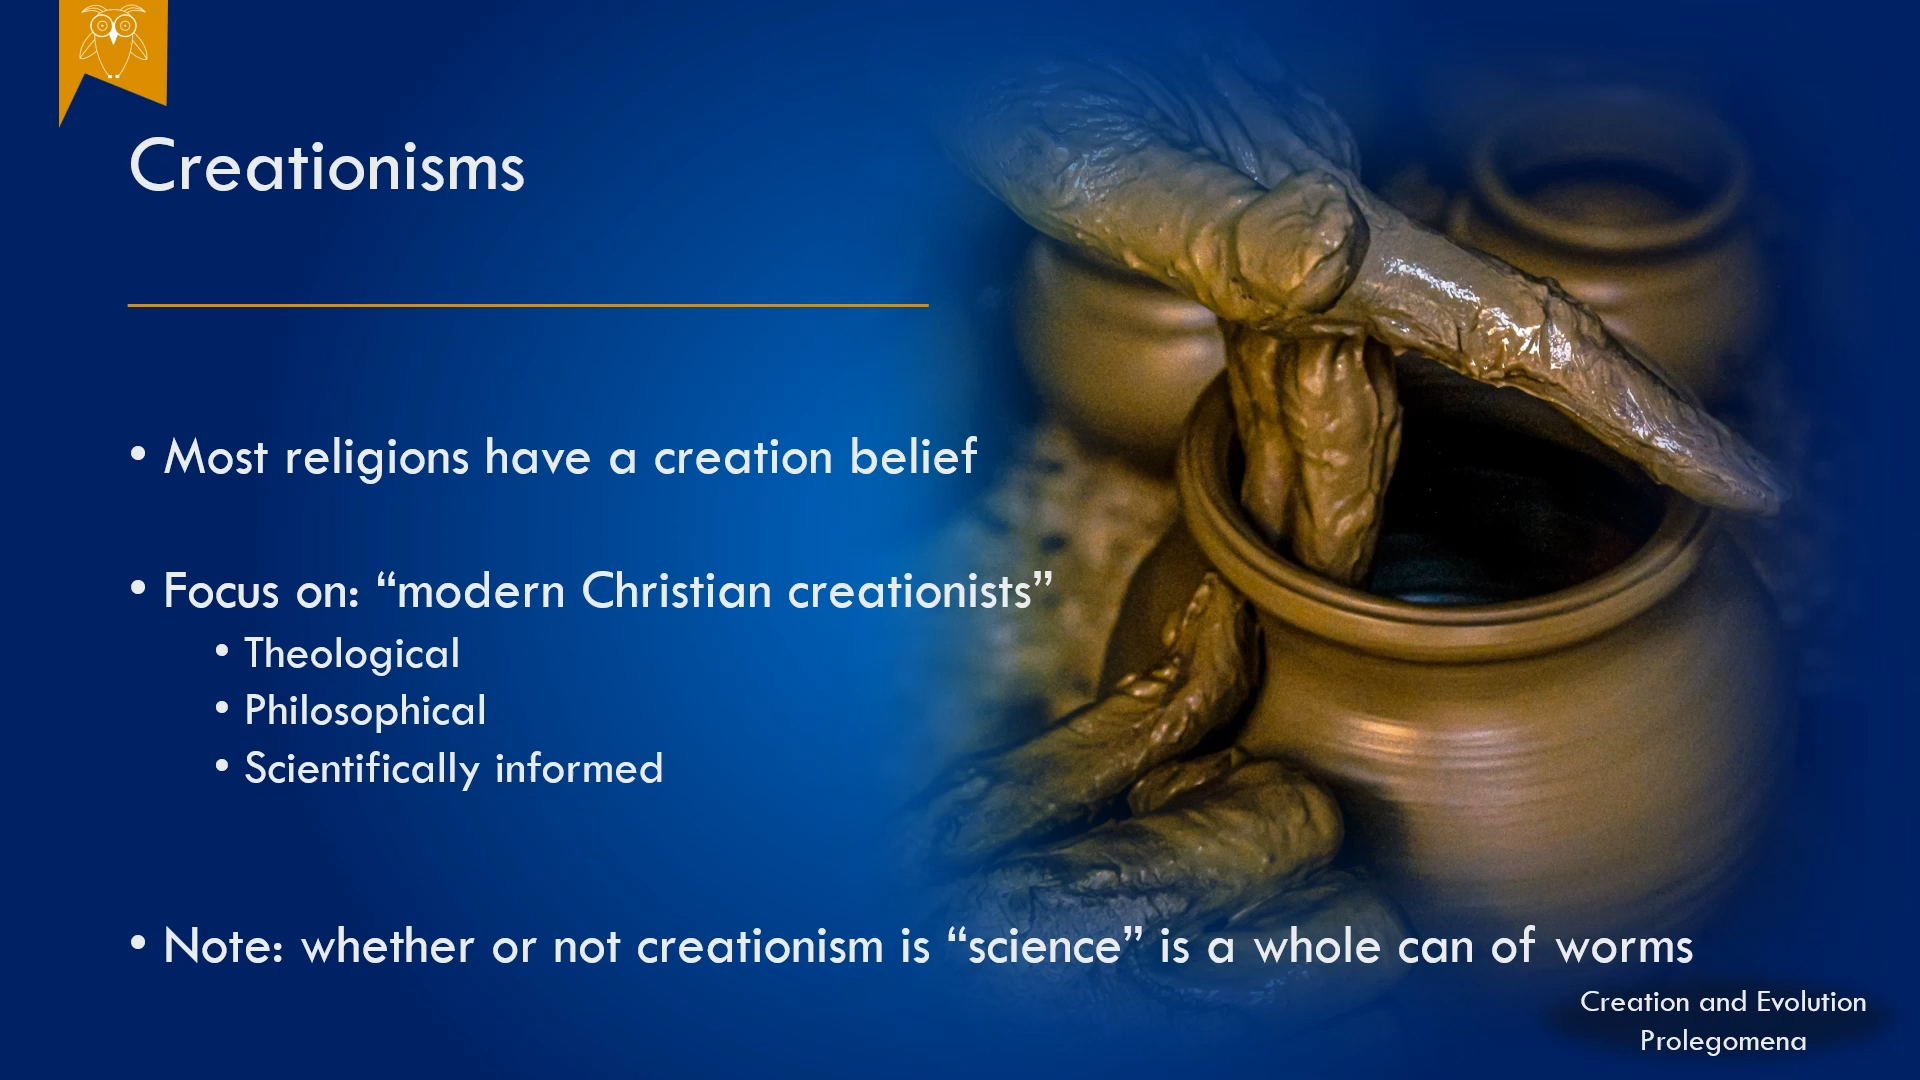 Creationisms
• Most religions have a creation belief
• Focus on: “modern Christian creationists”
• Theological
• Philosophical
• Scientifically informed
• Note: whether or not creationism is “science” is a whole can of worms
Creation and Evolution
Prolegomena